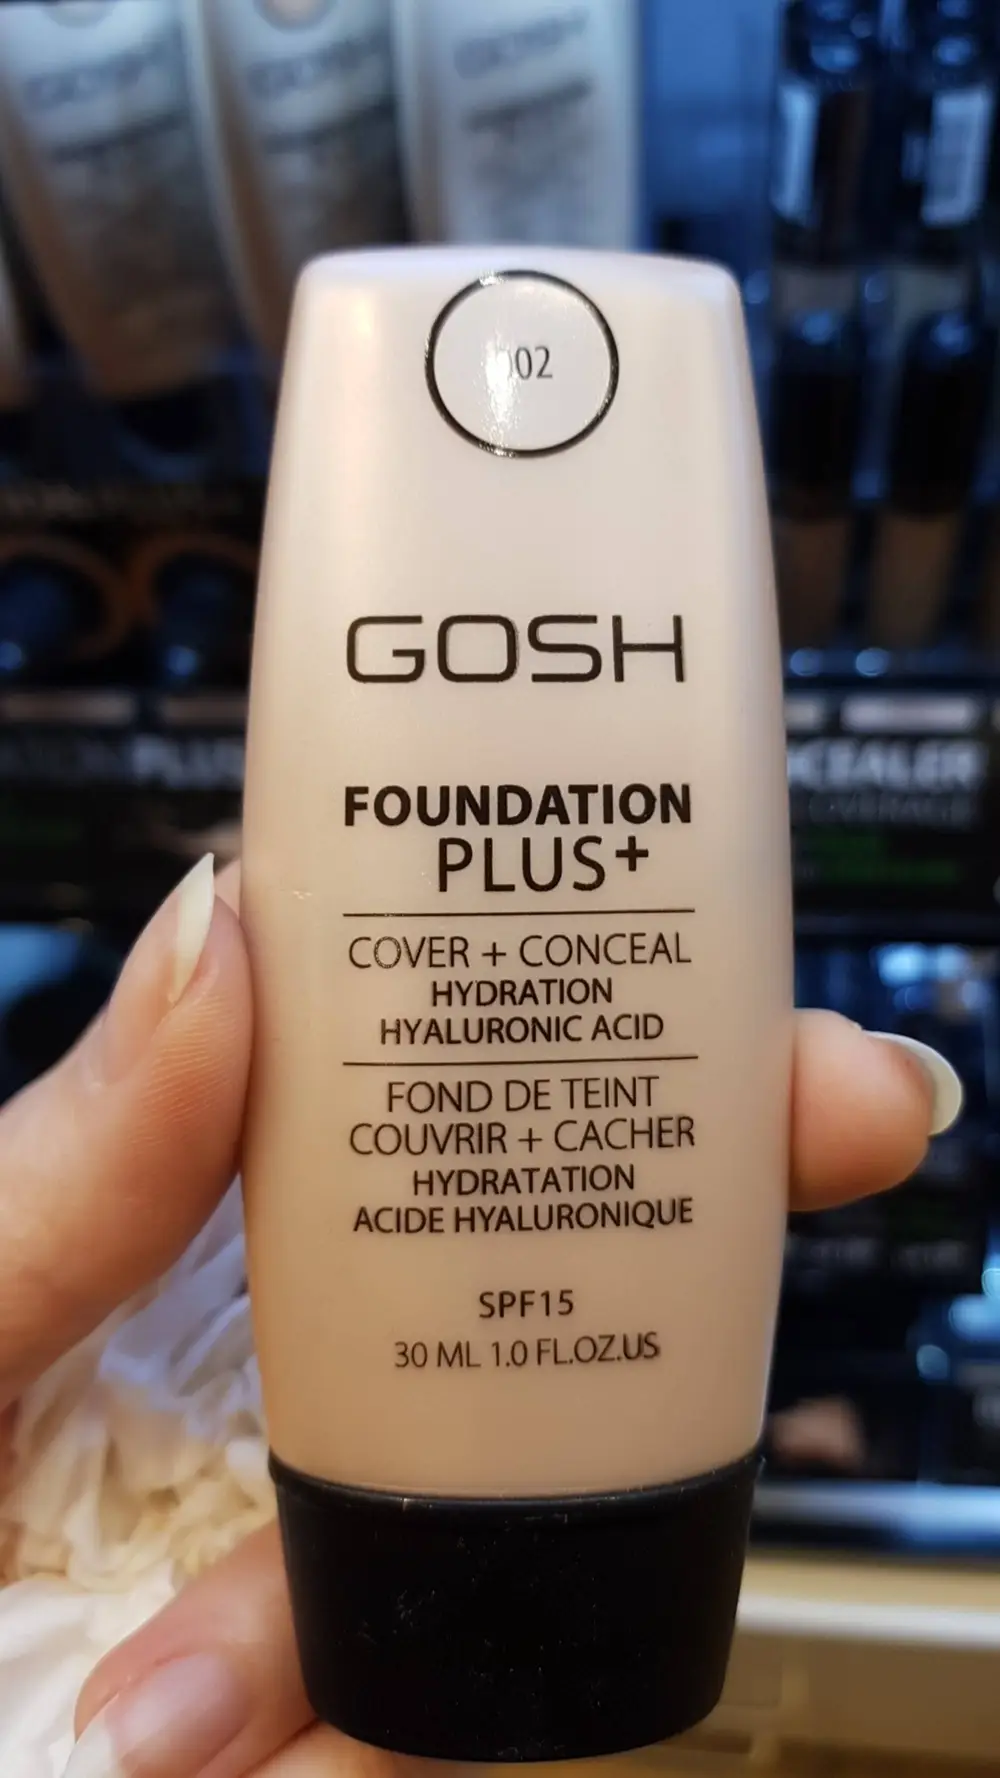 002
GOSH
FOUNDATION
PLUS+
COVER + CONCEAL
HYDRATION
HYALURONIC ACID
FOND DE TEINT
COUVRIR + CACHER
HYDRATATION
ACIDE HYALURONIQUE
SPF15
30 ML 1.0 FL.OZ.US
PLUS